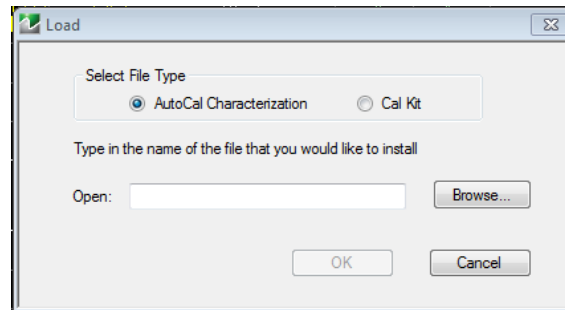 Load
Select File Type
AutoCal Characterization Cal Kit
Type in the name of the file that you would like to install
Open: Browse...
OK Cancel